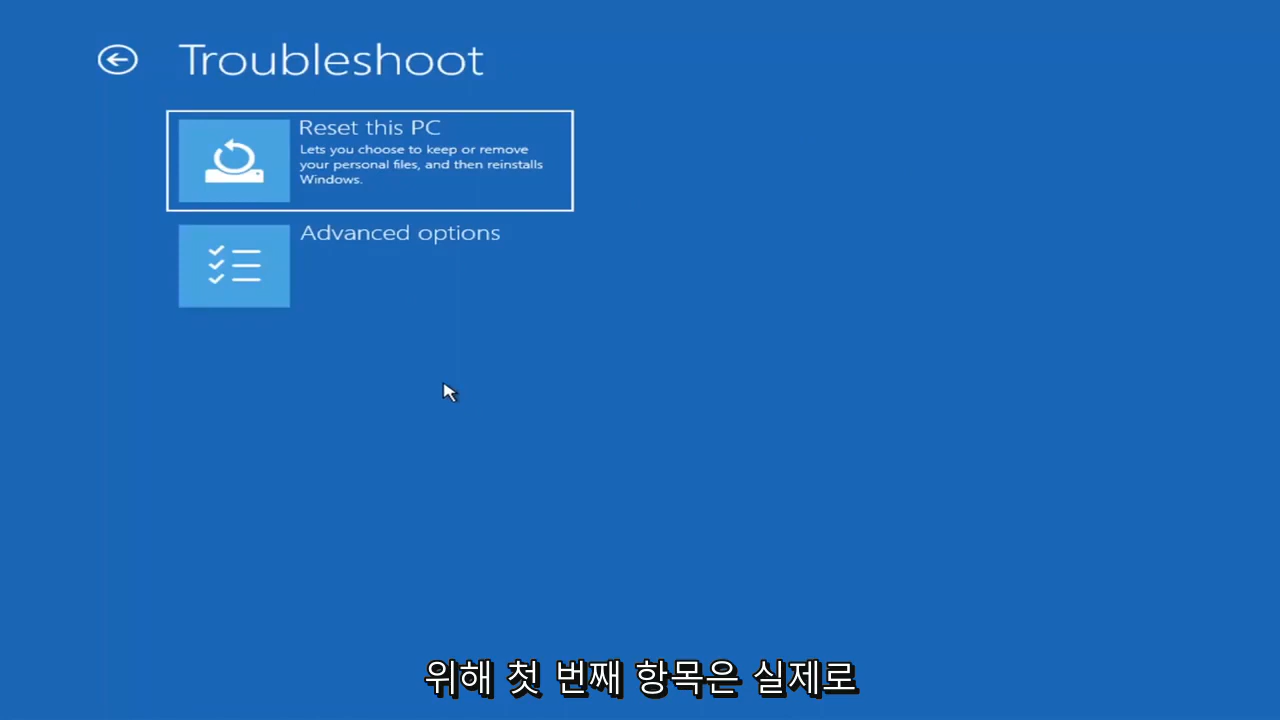 Troubleshoot
Reset this PC
Lets you choose to keep or remove
your personal files, and then reinstalls
Windows.
Advanced options
위해 첫 번째 항목은 실제로